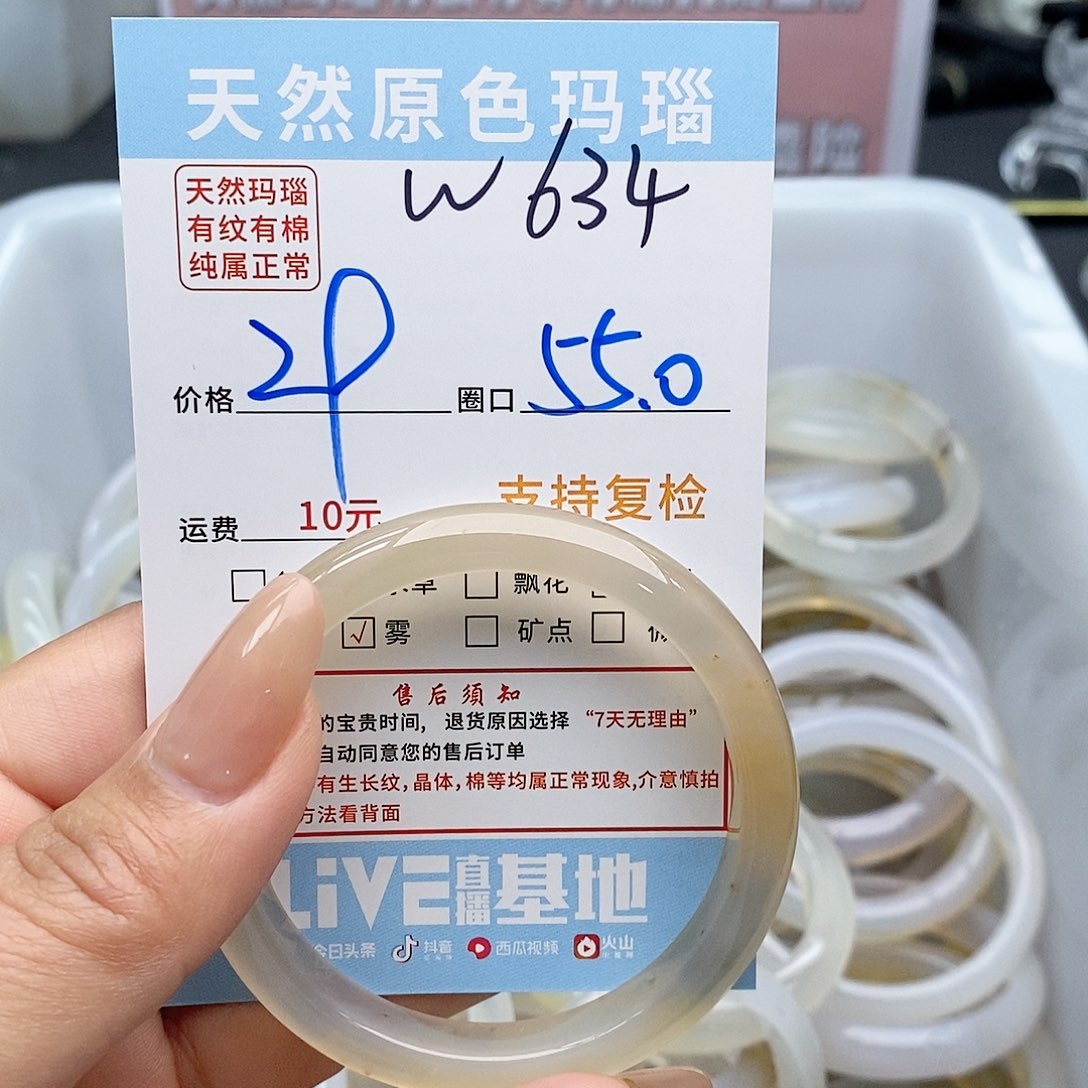 天然原色玛瑙
W634
天然玛瑙
有纹有棉
纯属正常
价格 29 圈口 55.0
支持复检
运费 10元
飘花
√ 雾 矿点
售后须知
的宝贵时间, 退货原因选择 “7天无理由”
自动同意您的售后订单
有生长纹,晶体,棉等均属正常现象,介意慎拍
方法看背面
LiVE直播基地
今日头条 抖音 西瓜视频 火山